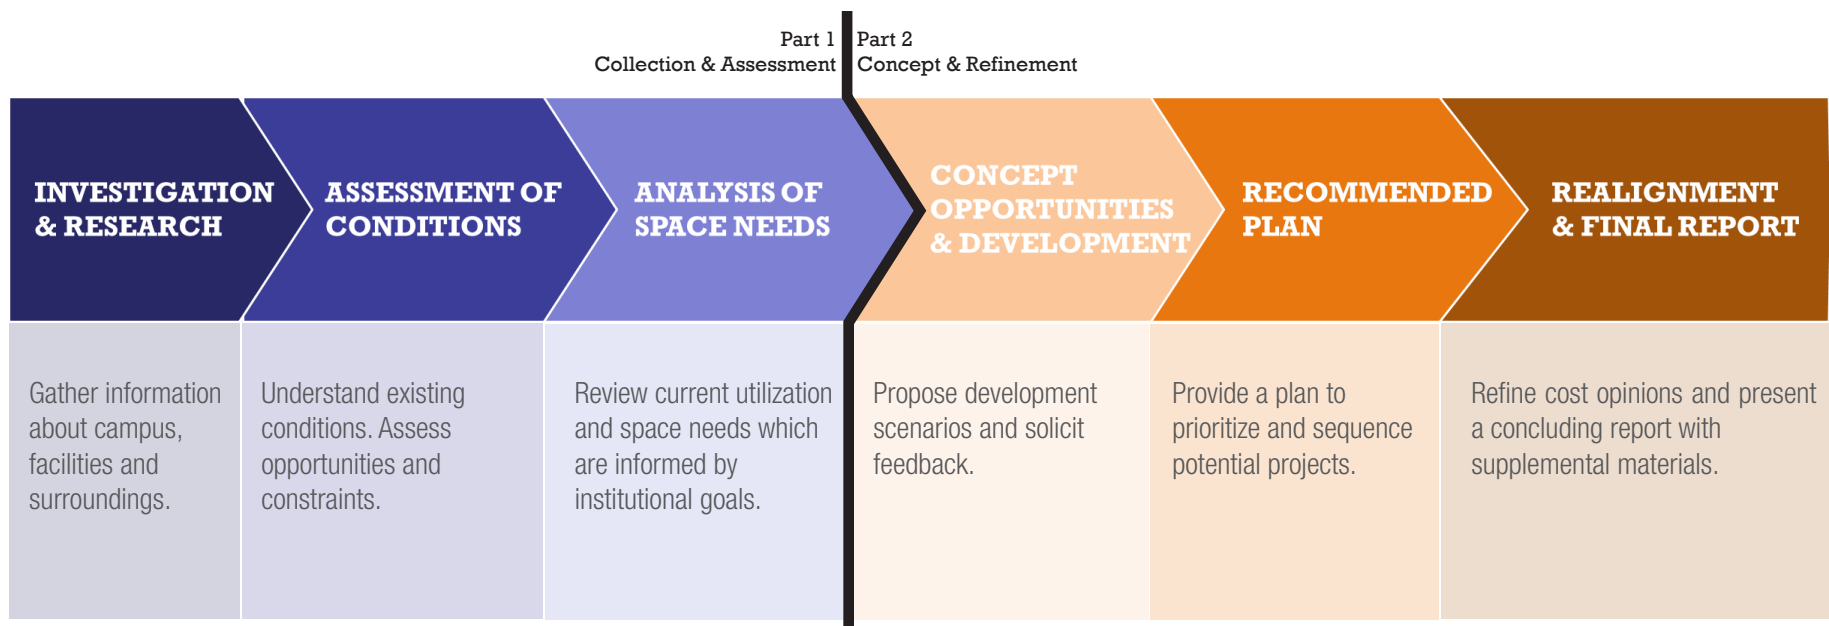 Part 1
Collection & Assessment
Part 2
Concept & Refinement
INVESTIGATION
& RESEARCH
ASSESSMENT OF
CONDITIONS
ANALYSIS OF
SPACE NEEDS
CONCEPT
OPPORTUNITIES
& DEVELOPMENT
RECOMMENDED
PLAN
REALIGNMENT
& FINAL REPORT
Gather information
about campus,
facilities and
surroundings.
Understand existing
conditions. Assess
opportunities and
constraints.
Review current utilization
and space needs which
are informed by
institutional goals.
Propose development
scenarios and solicit
feedback.
Provide a plan to
prioritize and sequence
potential projects.
Refine cost opinions and present
a concluding report with
supplemental materials.